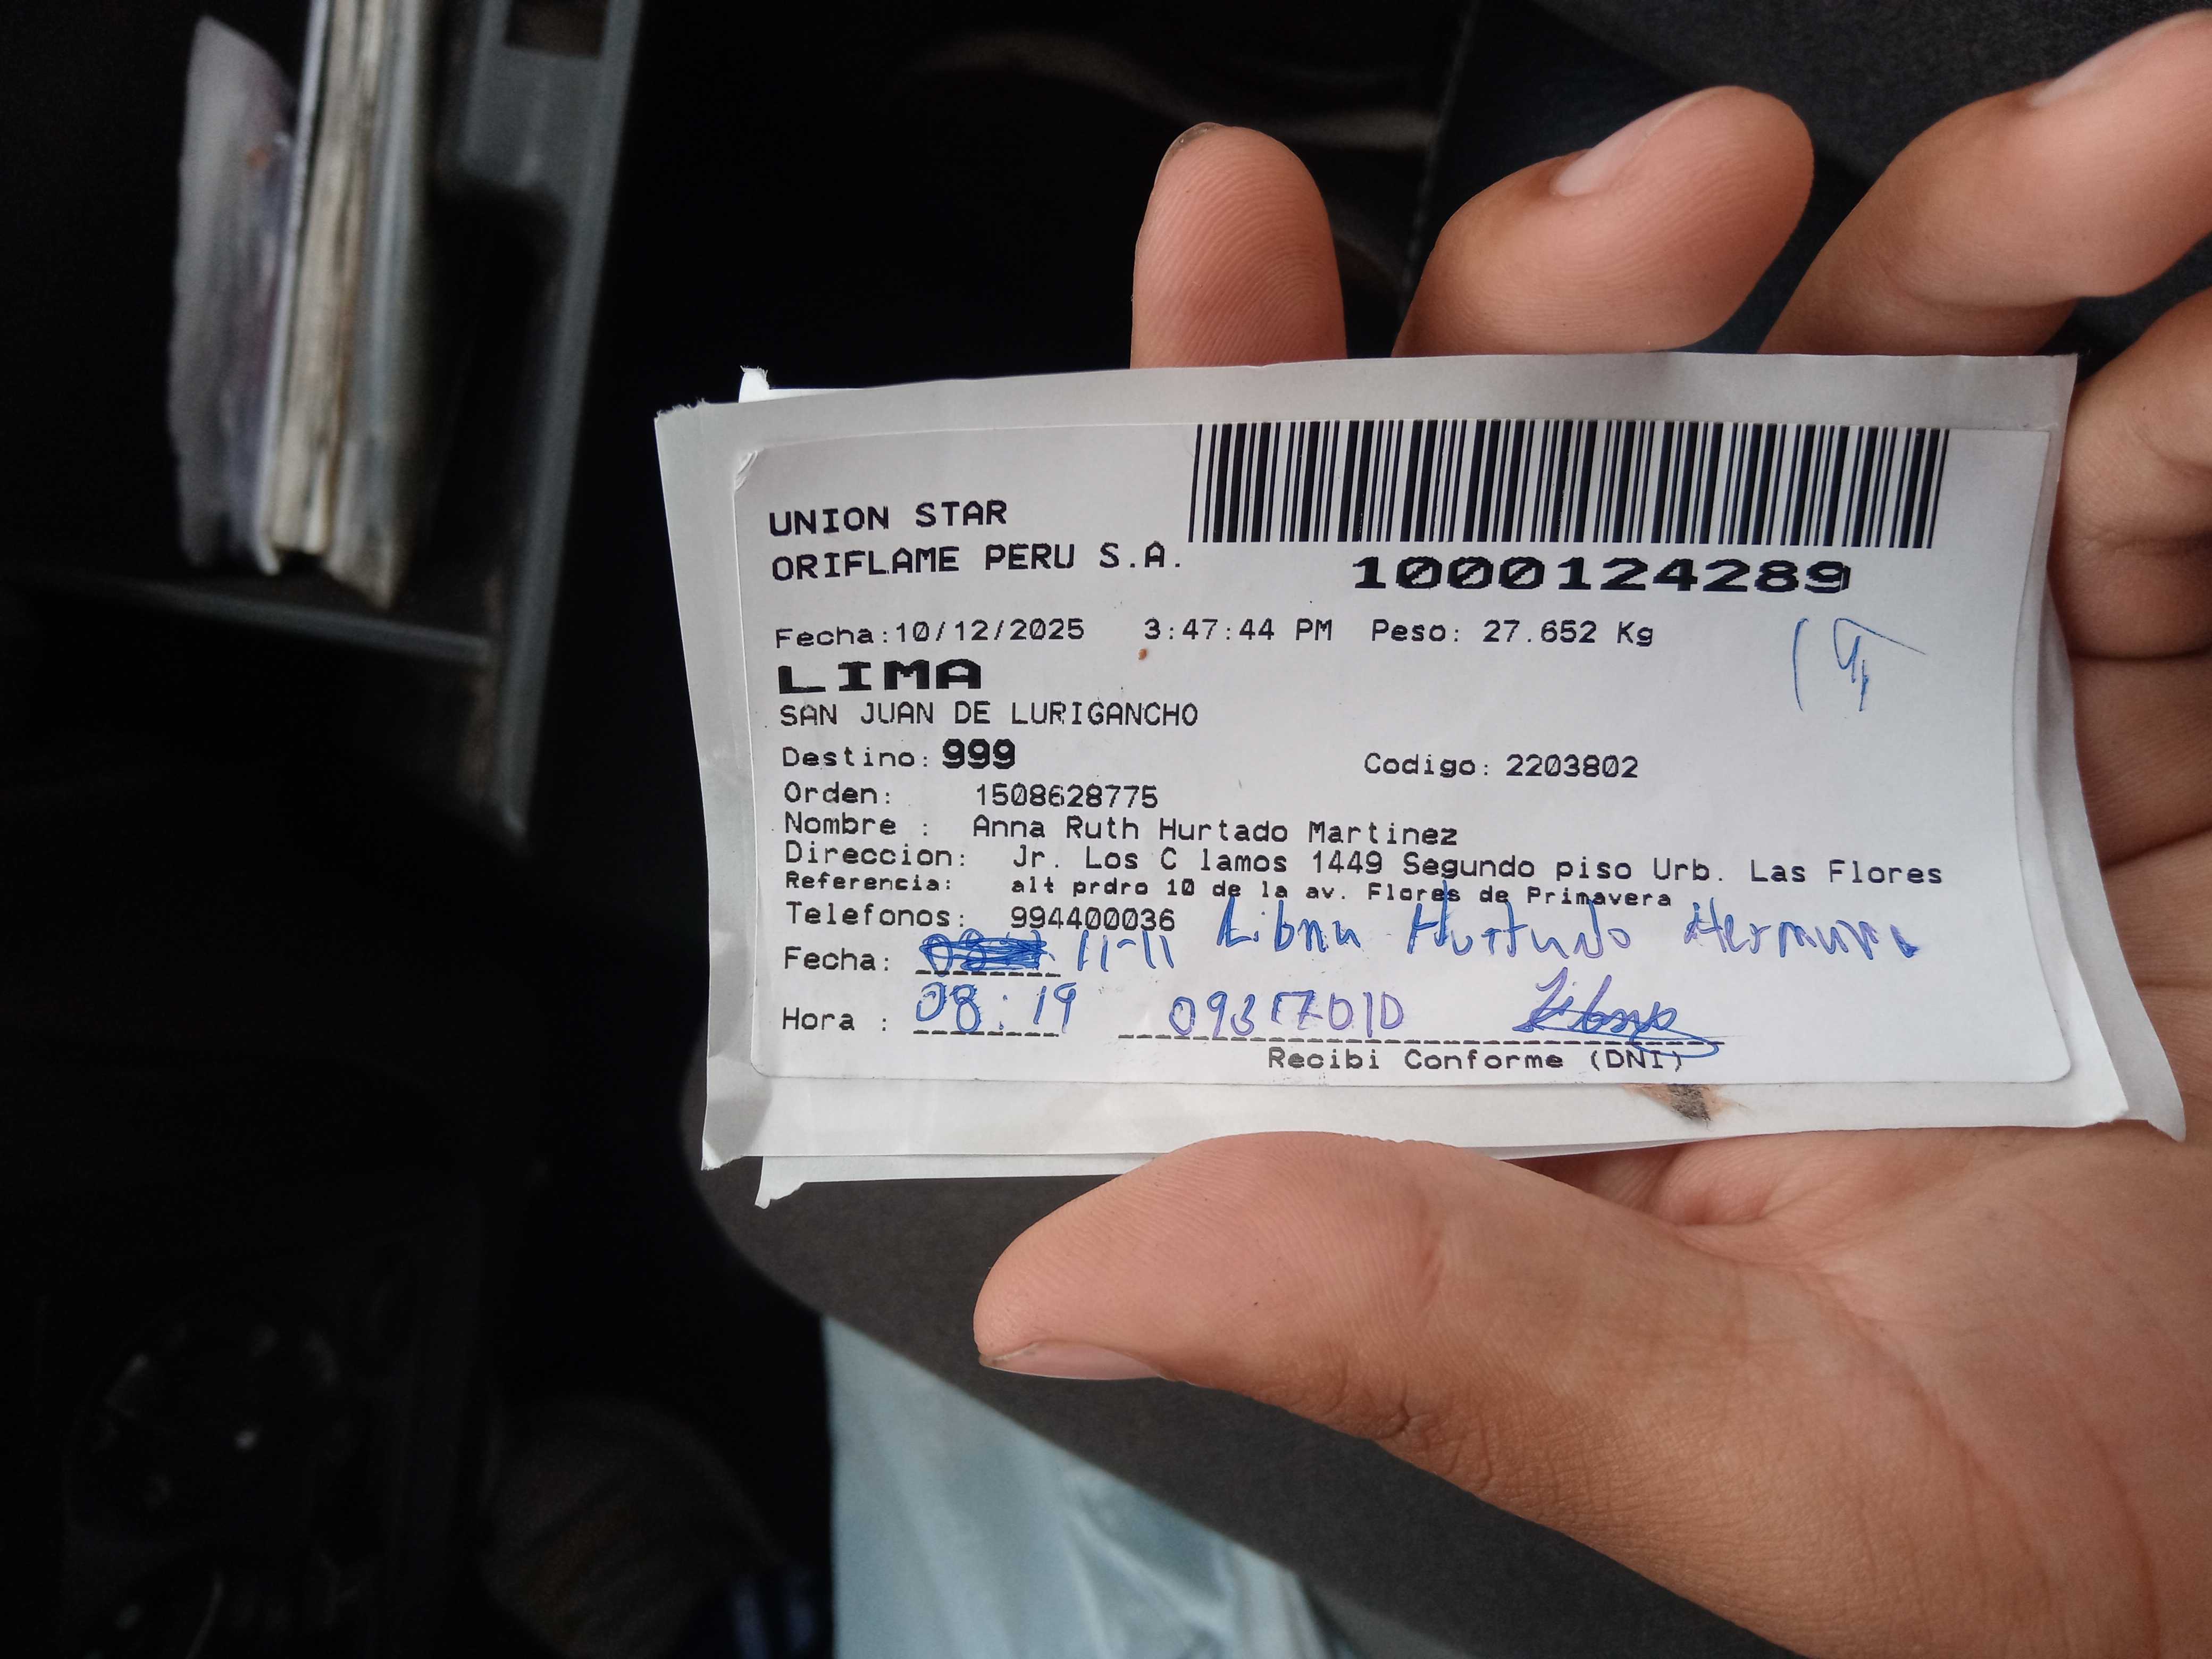 UNION STAR
ORIFLAME PERU S.A.
1000124289
Fecha:10/12/2025 3:47:44 PM Peso: 27.652 Kg
LIMA
SAN JUAN DE LURIGANCHO
Destino: 999 Codigo: 2203802
Orden: 1508628775
Nombre : Anna Ruth Hurtado Martinez
Direccion: Jr. Los C lamos 1449 Segundo piso Urb. Las Flores
Referencia: alt prdro 10 de la av. Flores de Primavera
Telefonos: 994400036 Hurtado
Fecha: 11-11
Hora : 08:19
Recibi Conforme (DNI)